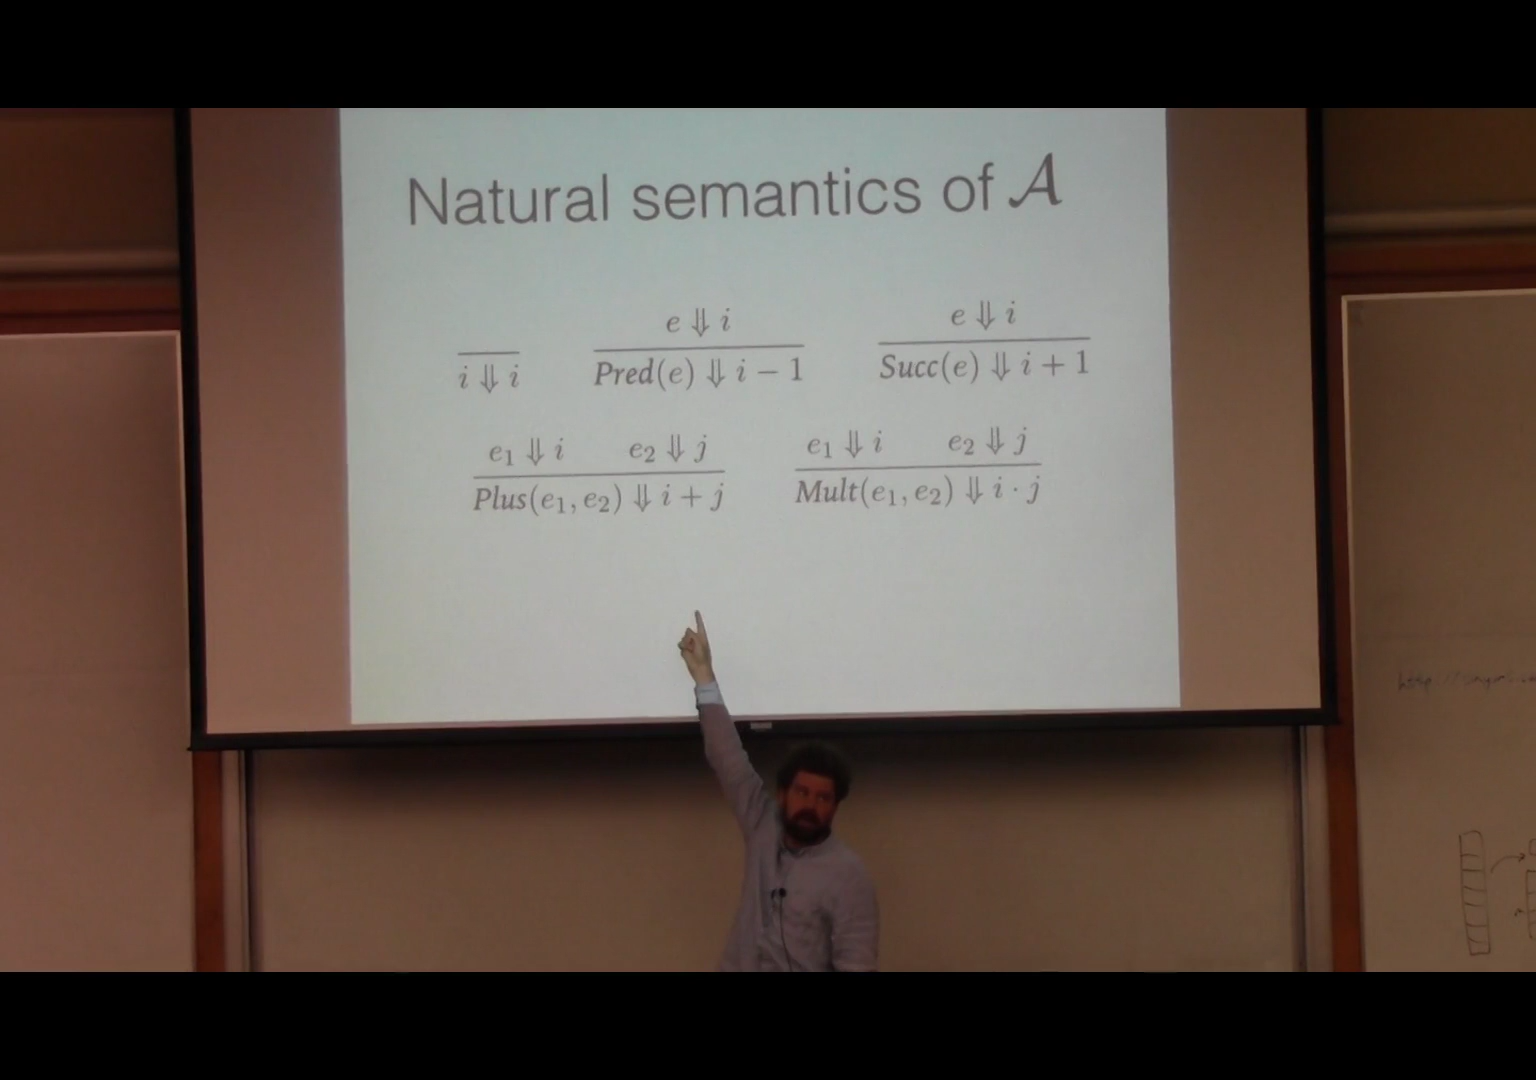 Natural semantics of 𝒜
e ⇓ i e ⇓ i
i ⇓ i Pred(e) ⇓ i − 1 Succ(e) ⇓ i + 1
e₁ ⇓ i e₂ ⇓ j e₁ ⇓ i e₂ ⇓ j
Plus(e₁, e₂) ⇓ i + j Mult(e₁, e₂) ⇓ i · j